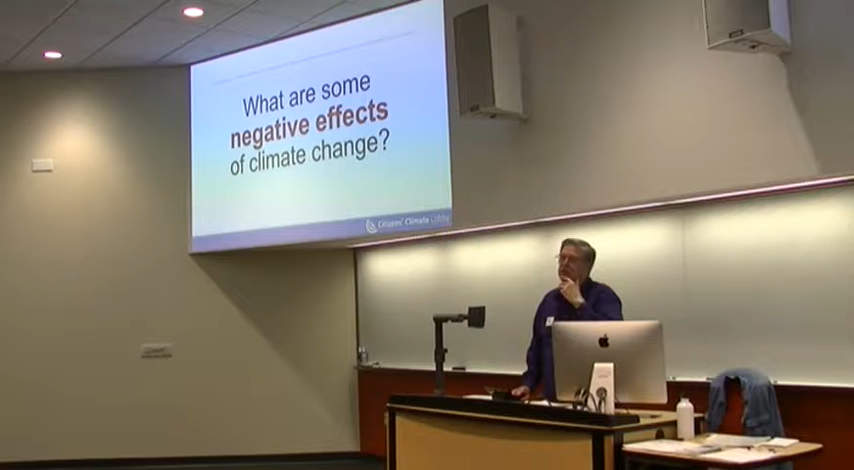 What are some
negative effects
of climate change?
Citizens' Climate Lobby